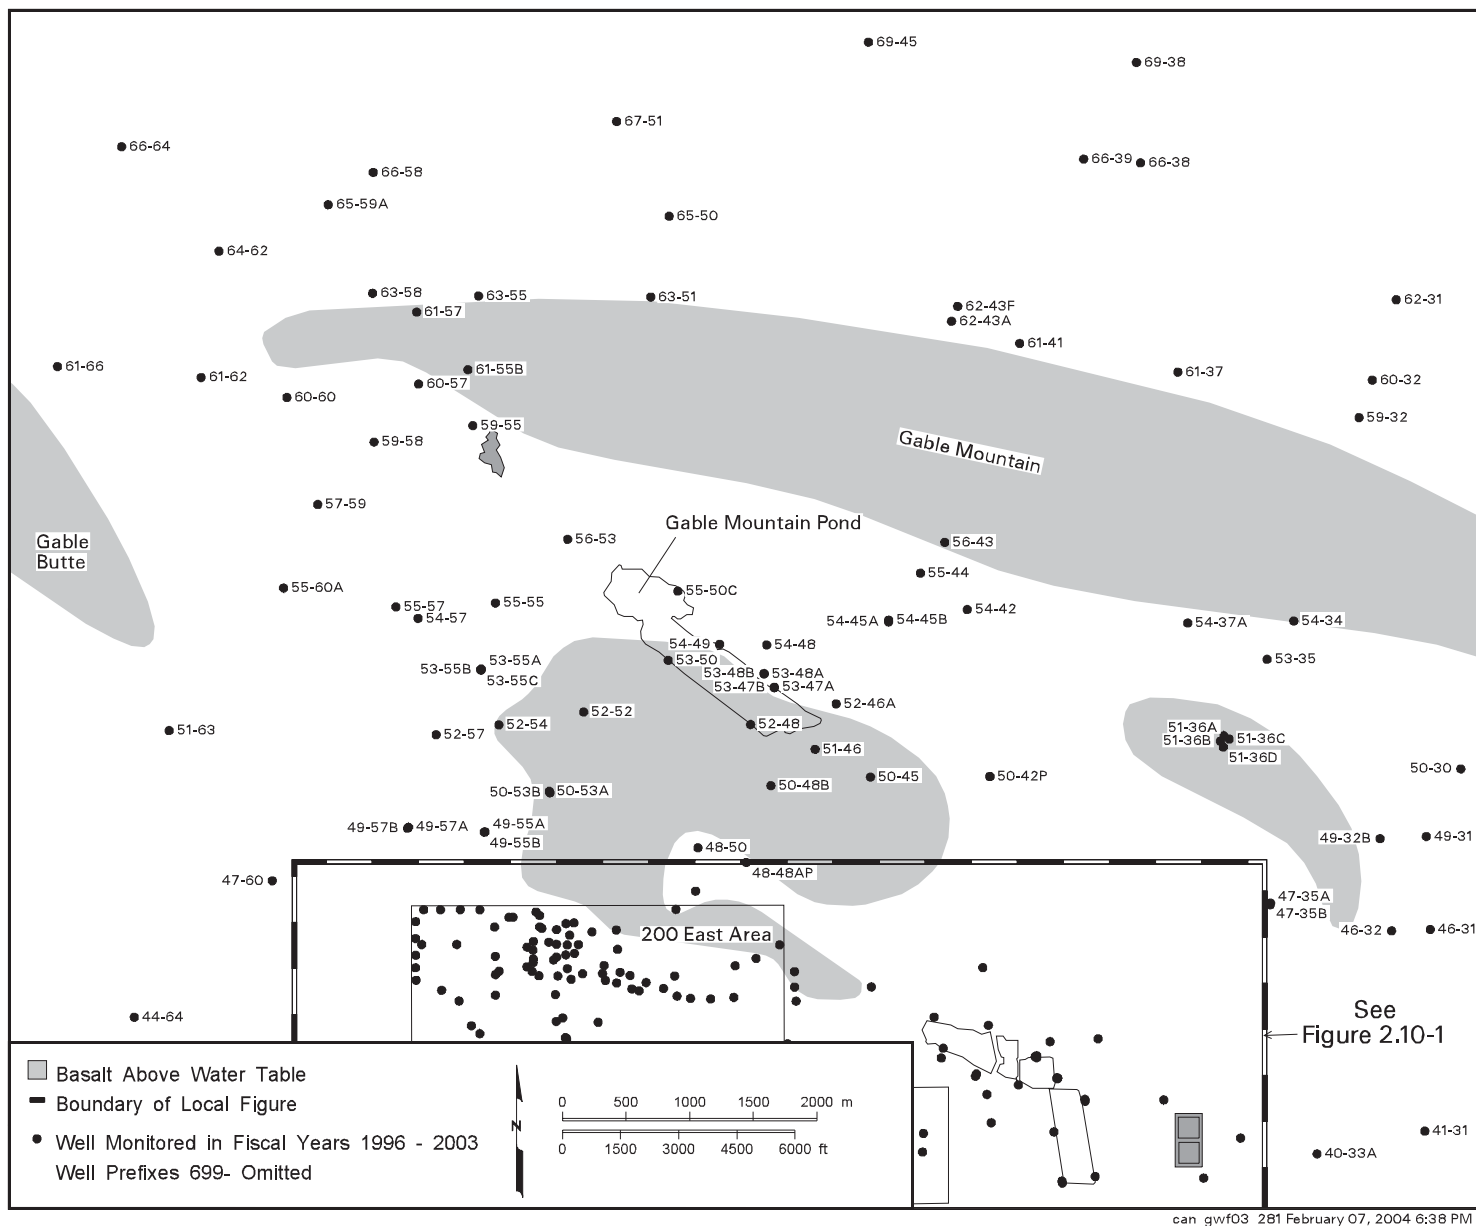 69-45
69-38
67-51
66-64
66-39
66-38
66-58
65-59A
65-50
64-62
63-58
63-55
63-51
62-31
62-43F
61-57
62-43A
61-41
61-66
61-55B
61-37
61-62
60-57
60-32
60-60
59-32
59-55
59-58
Gable Mountain
57-59
Gable Mountain Pond
Gable
Butte
56-53
56-43
55-44
55-60A
55-50C
55-57
55-55
54-42
54-57
54-45A
54-45B
54-37A
54-34
54-49
54-48
53-55A
53-50
53-35
53-55B
53-48B
53-48A
53-55C
53-47B
53-47A
52-46A
52-52
52-54
52-48
51-63
52-57
51-36A
51-36B
51-36C
51-46
51-36D
50-45
50-42P
50-30
50-48B
50-53B
50-53A
49-57B
49-57A
49-55A
49-55B
49-32B
49-31
48-50
48-48AP
47-60
47-35A
47-35B
46-32
46-31
200 East Area
44-64
See
Figure 2.10-1
Basalt Above Water Table
Boundary of Local Figure
Well Monitored in Fiscal Years 1996 - 2003
Well Prefixes 699- Omitted
N
0 500 1000 1500 2000 m
0 1500 3000 4500 6000 ft
41-31
40-33A
can_gwf03_281 February 07, 2004 6:38 PM